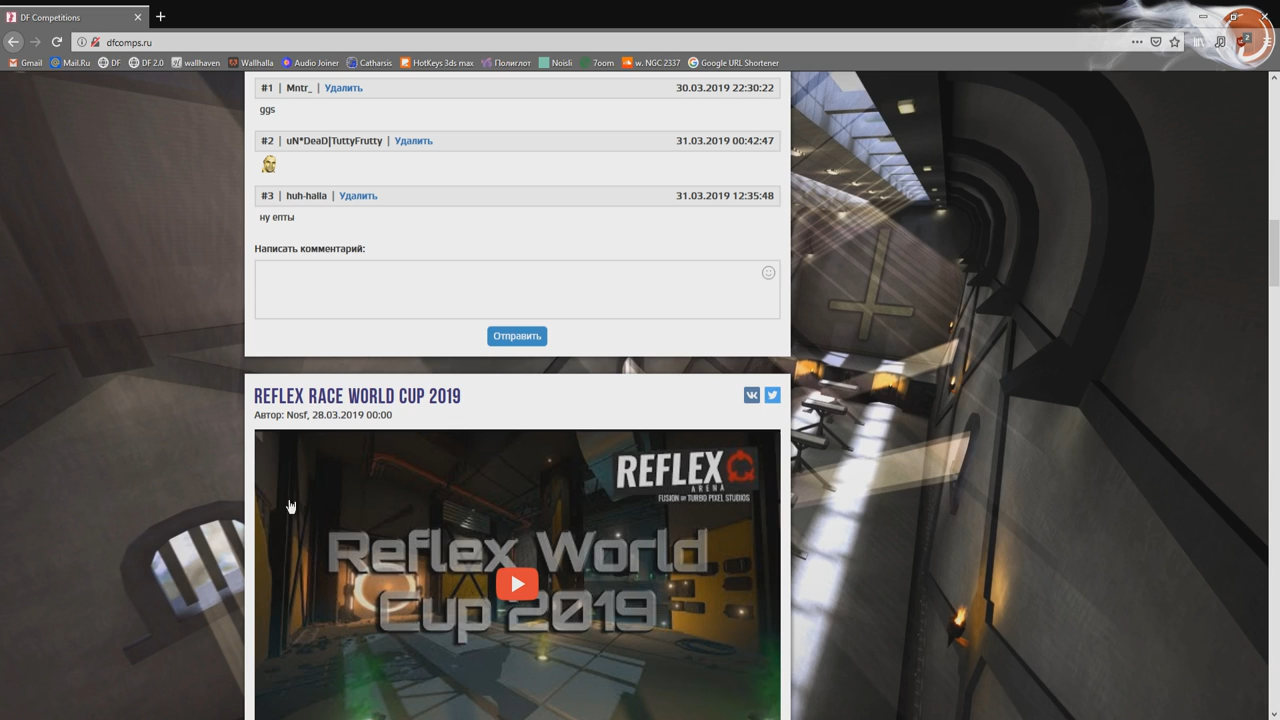 DF Competitions
dfcomps.ru
Gmail @Mail.Ru DF DF 2.0 wallhaven Wallhalla Audio Joiner Catharsis HotKeys 3ds max Полиглот Noisli 7oom w. NGC 2337 Google URL Shortener
2
#1 | Mntr_ | Удалить 30.03.2019 22:30:22
ggs
#2 | uN*DeaD|TuttyFrutty | Удалить 31.03.2019 00:42:47
#3 | huh-halla | Удалить 31.03.2019 12:35:48
ну епты
Написать комментарий:
Отправить
REFLEX RACE WORLD CUP 2019
Автор: Nosf, 28.03.2019 00:00
REFLEX
ARENA
FUSION BY TURBO PIXEL STUDIOS
Reflex World
Cup 2019